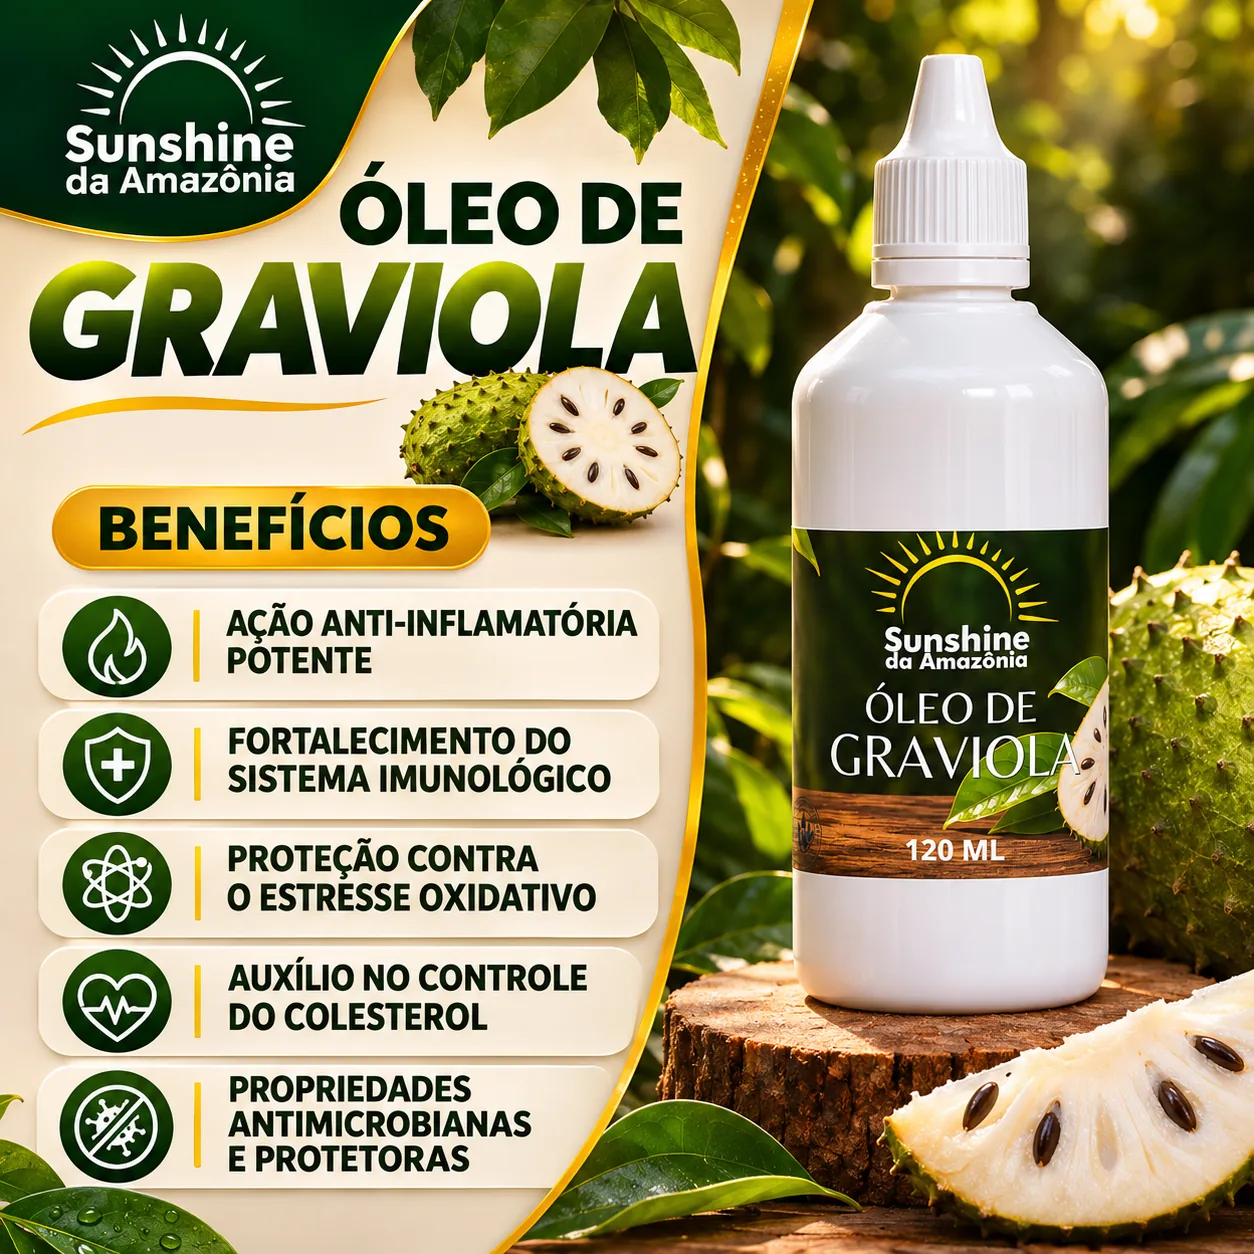 Sunshine
da Amazônia
ÓLEO DE
GRAVIOLA
BENEFÍCIOS
AÇÃO ANTI-INFLAMATÓRIA
POTENTE
FORTALECIMENTO DO
SISTEMA IMUNOLÓGICO
PROTEÇÃO CONTRA
O ESTRESSE OXIDATIVO
AUXÍLIO NO CONTROLE
DO COLESTEROL
PROPRIEDADES
ANTIMICROBIANAS
E PROTETORAS
Sunshine
da Amazônia
ÓLEO DE
GRAVIOLA
120 ML